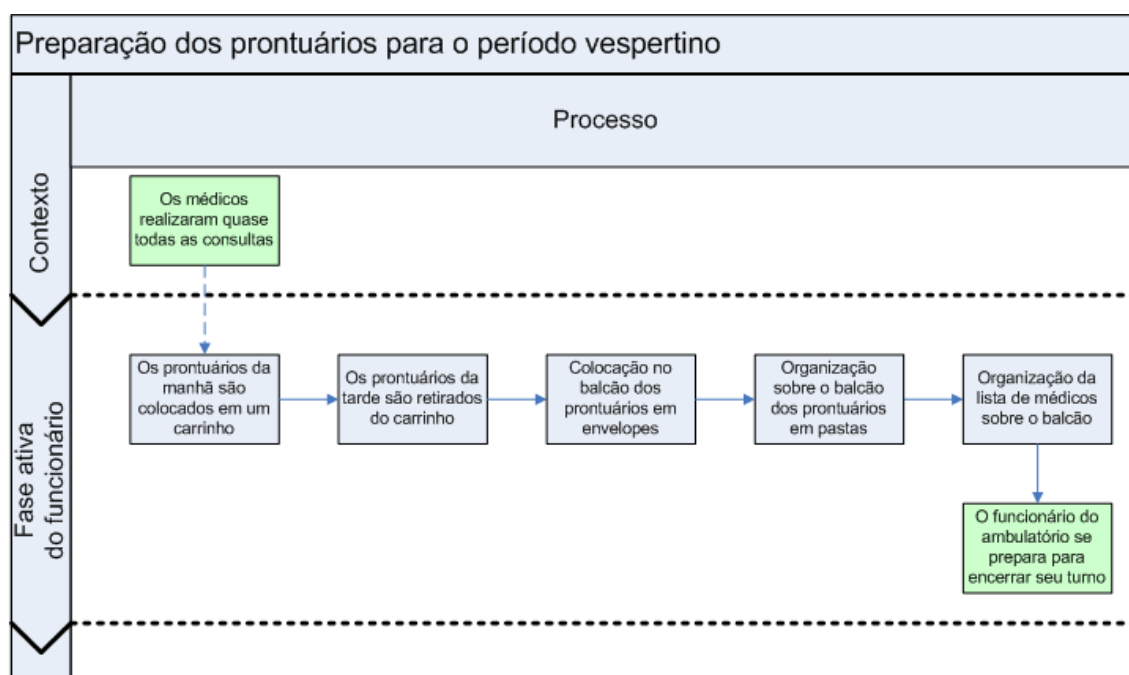 Preparação dos prontuários para o período vespertino
Processo
Contexto
Os médicos
realizaram quase
todas as consultas
Fase ativa
do funcionário
Os prontuários da
manhã são
colocados em um
carrinho
Os prontuários da
tarde são retirados
do carrinho
Colocação no
balcão dos
prontuários em
envelopes
Organização
sobre o balcão
dos prontuários
em pastas
Organização da
lista de médicos
sobre o balcão
O funcionário do
ambulatório se
prepara para
encerrar seu turno